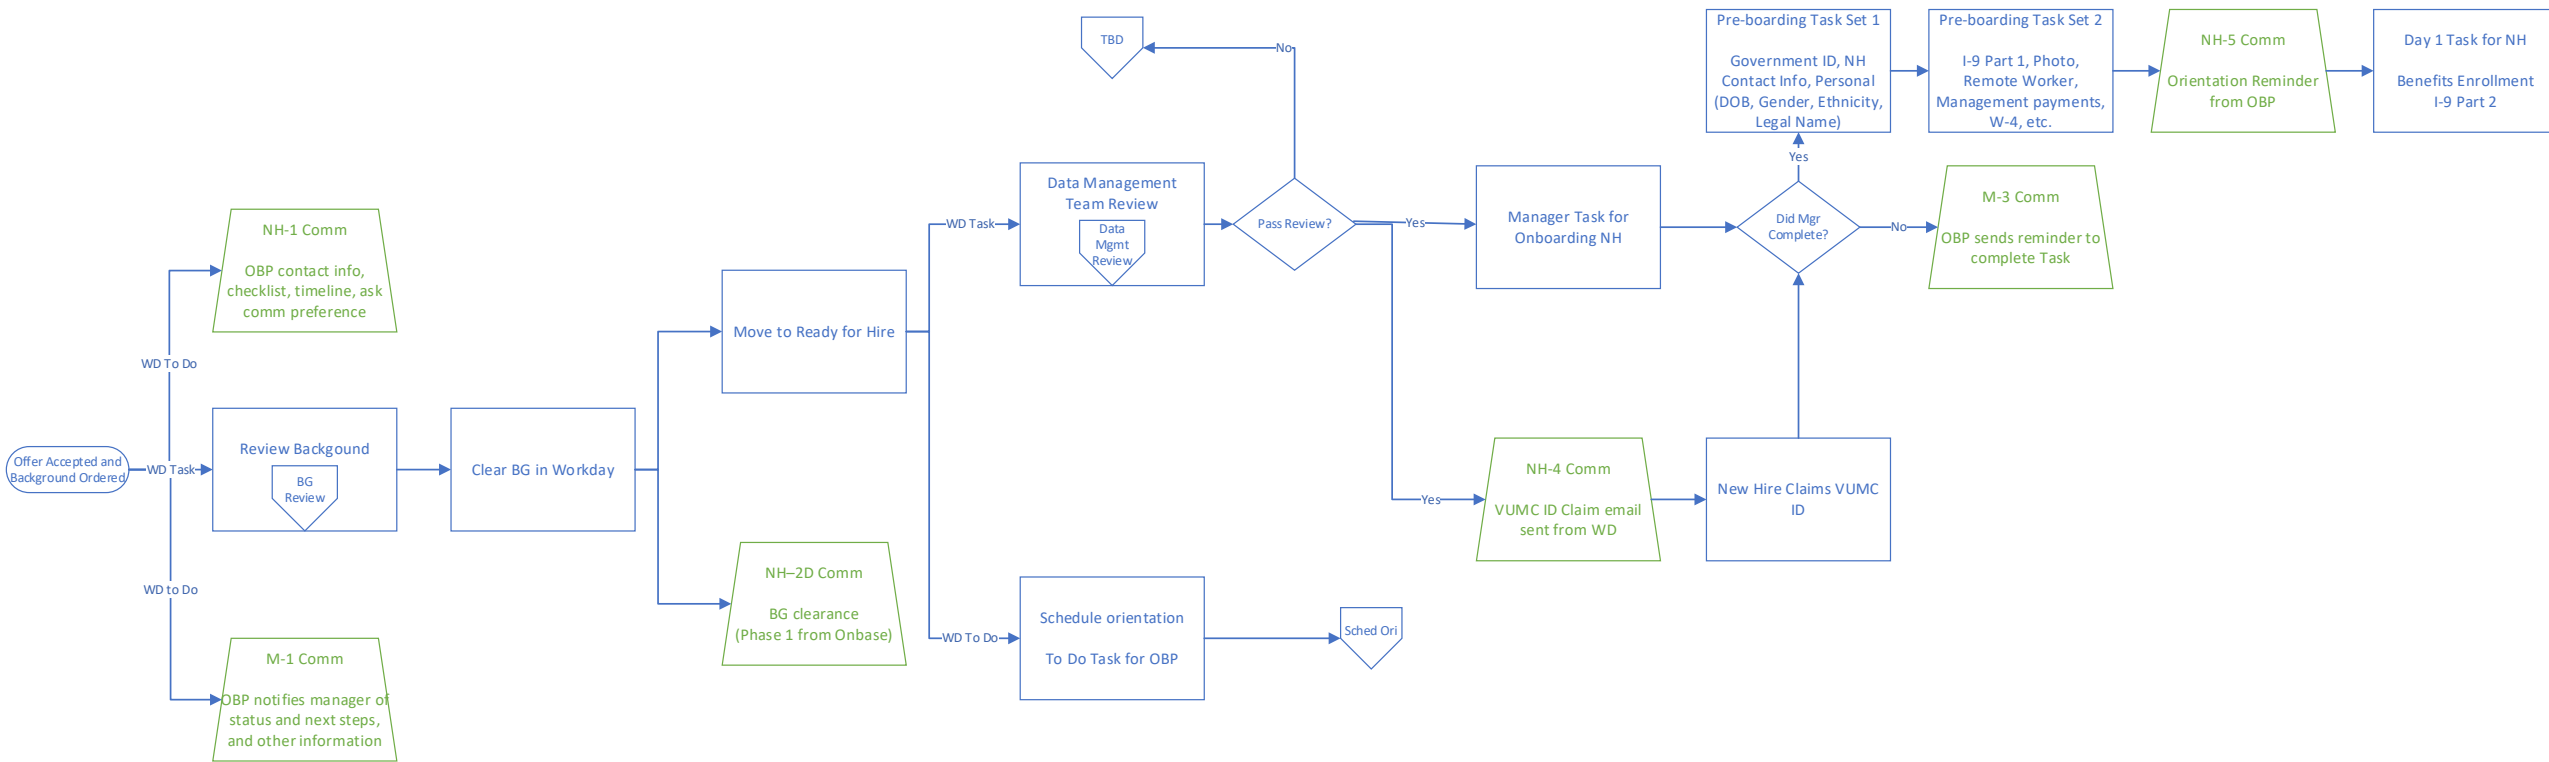 Offer Accepted and
Background Ordered
WD To Do
WD Task
WD to Do
NH-1 Comm
OBP contact info,
checklist, timeline, ask
comm preference
Review Backgound
BG
Review
M-1 Comm
OBP notifies manager of
status and next steps,
and other information
Clear BG in Workday
Move to Ready for Hire
NH–2D Comm
BG clearance
(Phase 1 from Onbase)
WD Task
WD To Do
TBD
No
Data Management
Team Review
Data
Mgmt
Review
Pass Review?
Yes
Yes
Schedule orientation
To Do Task for OBP
Sched Ori
Manager Task for
Onboarding NH
NH-4 Comm
VUMC ID Claim email
sent from WD
New Hire Claims VUMC
ID
Did Mgr
Complete?
Yes
No
Pre-boarding Task Set 1
Government ID, NH
Contact Info, Personal
(DOB, Gender, Ethnicity,
Legal Name)
Pre-boarding Task Set 2
I-9 Part 1, Photo,
Remote Worker,
Management payments,
W-4, etc.
M-3 Comm
OBP sends reminder to
complete Task
NH-5 Comm
Orientation Reminder
from OBP
Day 1 Task for NH
Benefits Enrollment
I-9 Part 2